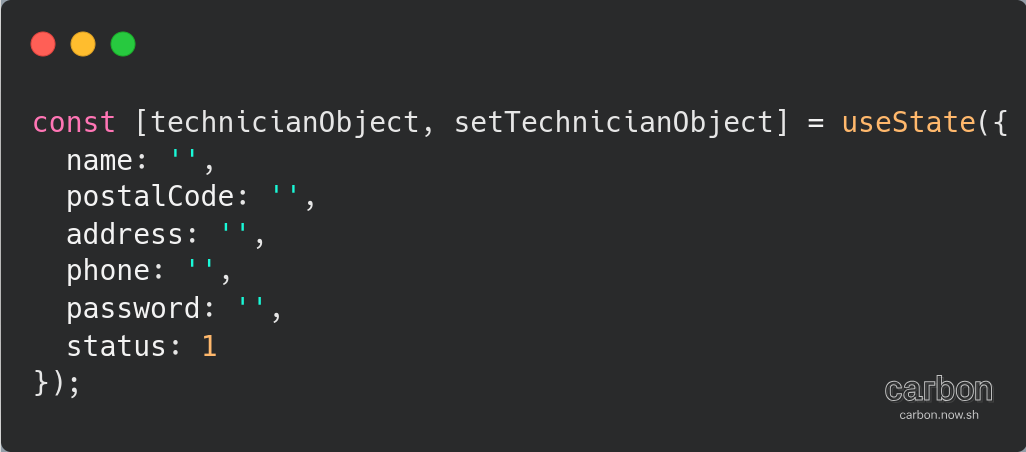 const [technicianObject, setTechnicianObject] = useState({
  name: '',
  postalCode: '',
  address: '',
  phone: '',
  password: '',
  status: 1
});
carbon
carbon.now.sh